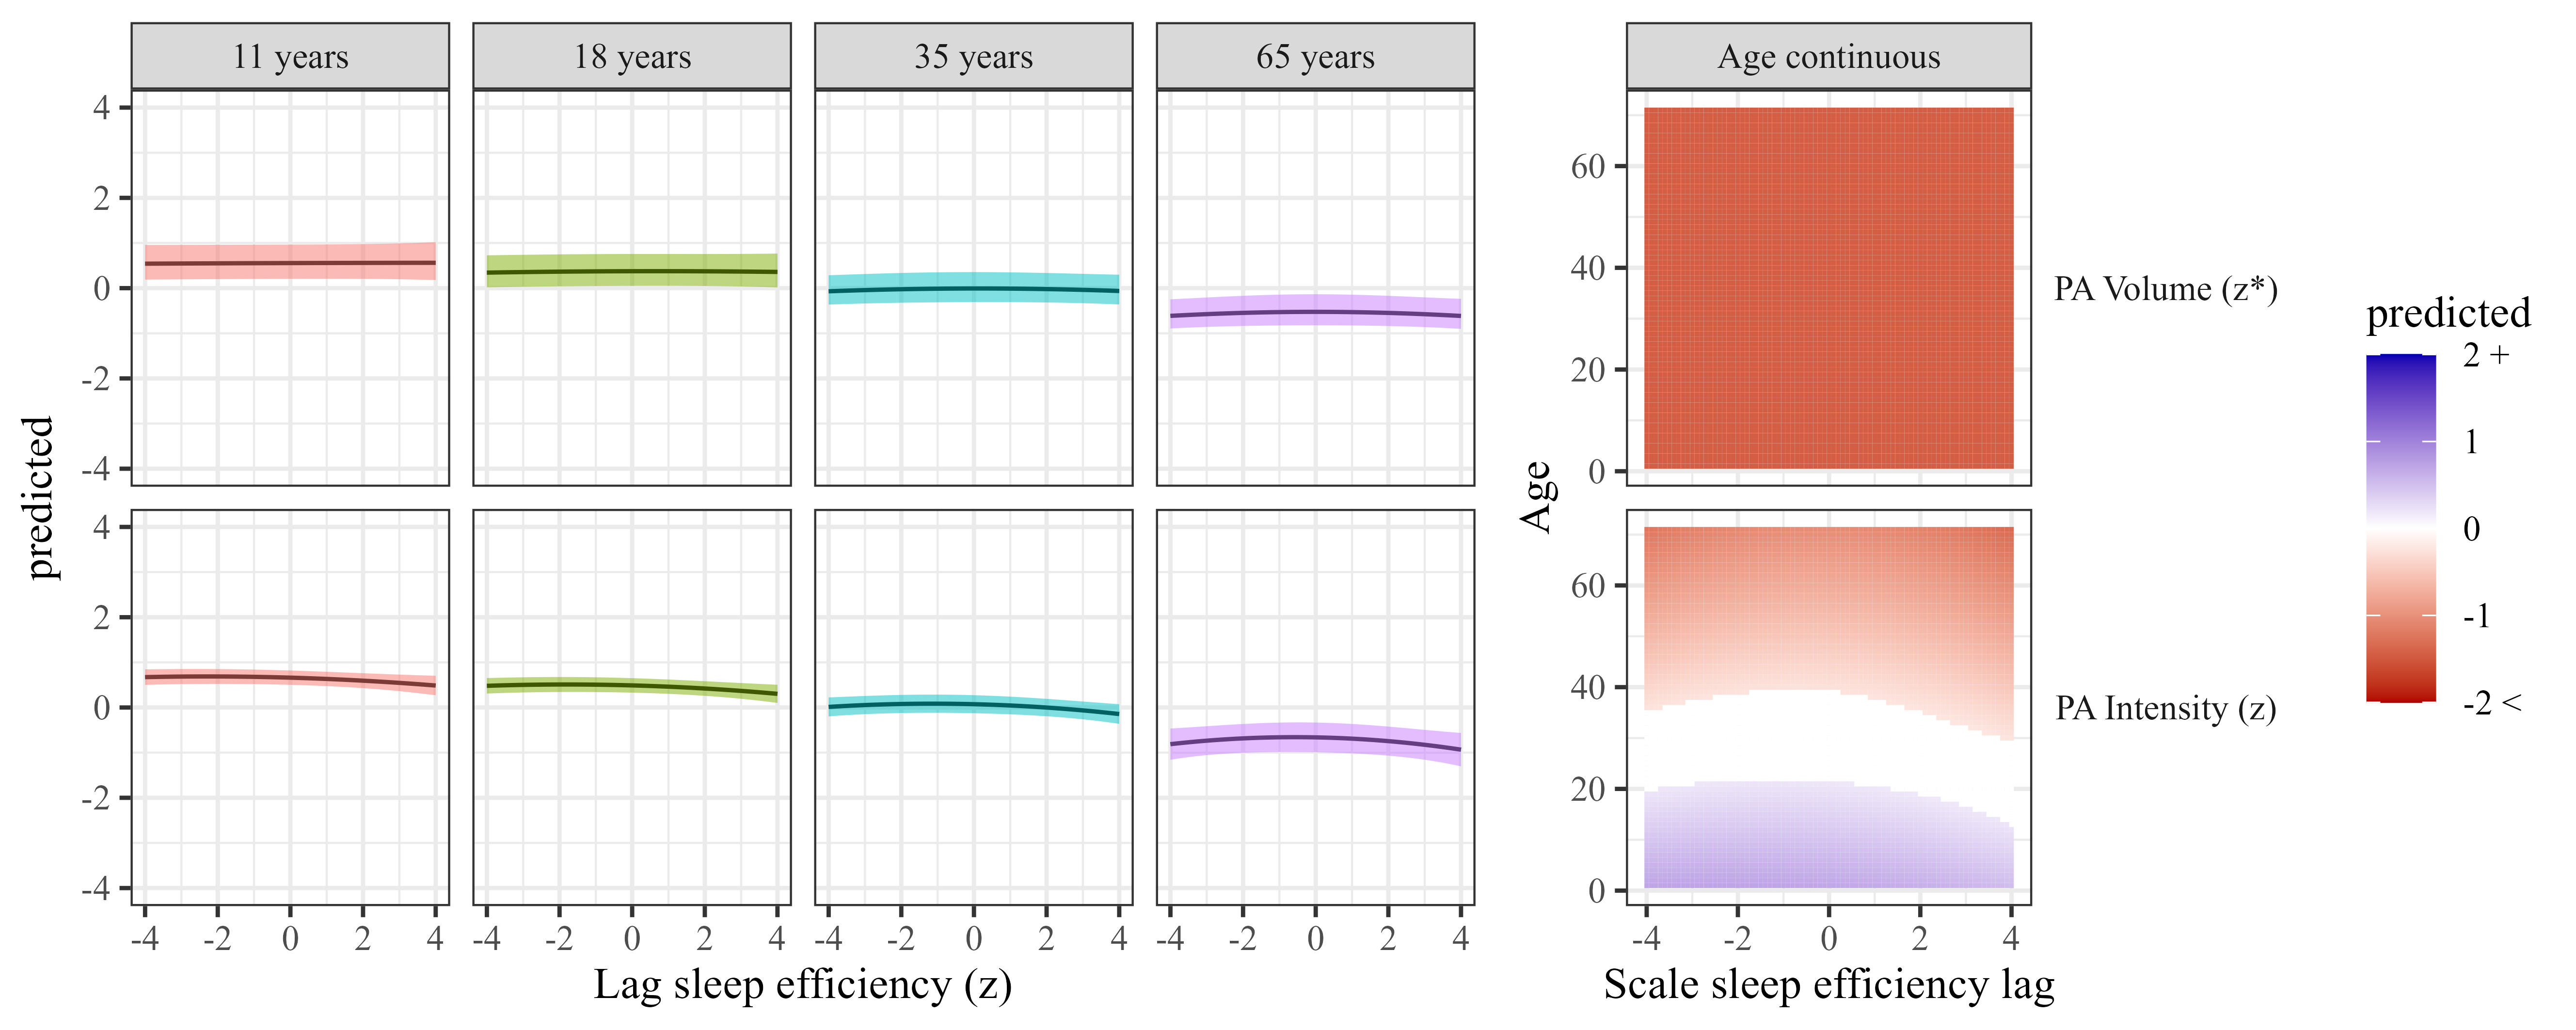 11 years 18 years 35 years 65 years Age continuous
4
2
0
-2
-4
60
40
20
0
PA Volume (z*)
predicted
2 +
1
0
-1
-2 <
predicted
Age
4
2
0
-2
-4
60
40
20
0
PA Intensity (z)
-4 -2 0 2 4 -4 -2 0 2 4 -4 -2 0 2 4 -4 -2 0 2 4 -4 -2 0 2 4
Lag sleep efficiency (z) Scale sleep efficiency lag